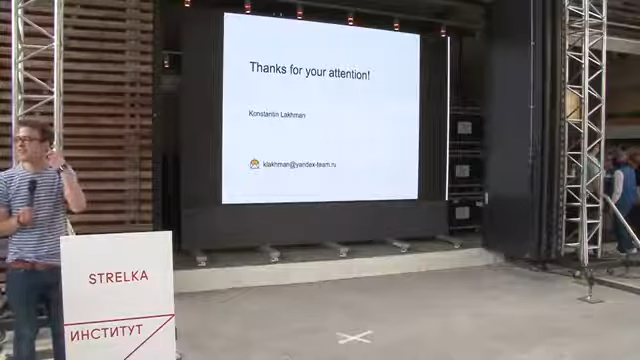 Thanks for your attention!
Konstantin Lakhman
klakhman@yandex-team.ru
STRELKA
ИНСТИТУТ